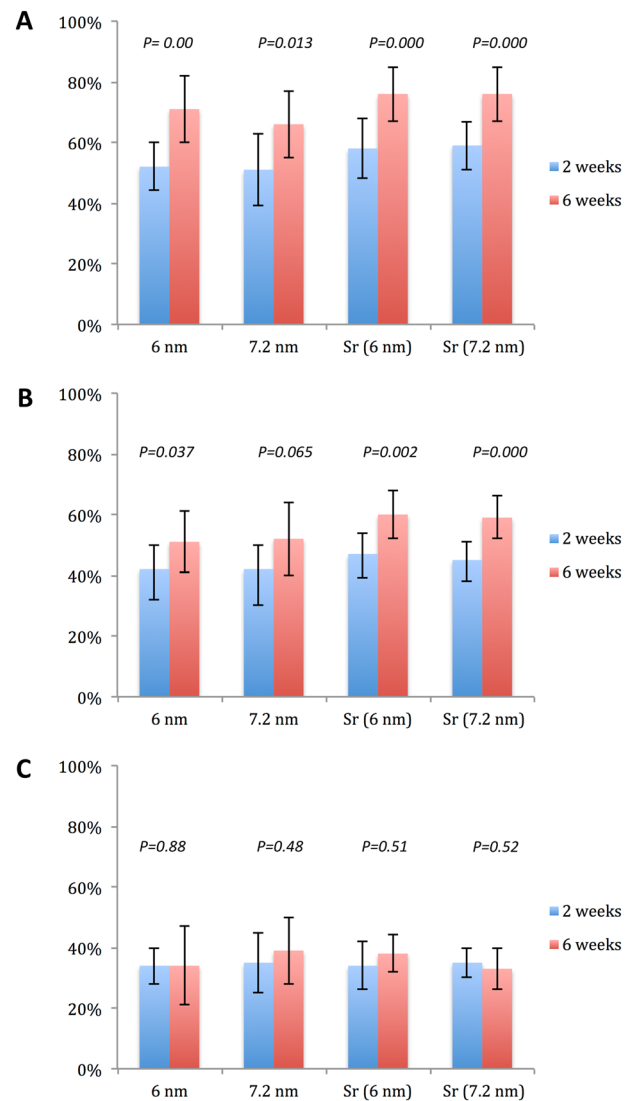 A
100%
P= 0.00 P=0.013 P=0.000 P=0.000
80%
60%
2 weeks
6 weeks
40%
20%
0%
6 nm 7.2 nm Sr (6 nm) Sr (7.2 nm)
B
100%
80%
P=0.037 P=0.065 P=0.002 P=0.000
60%
2 weeks
6 weeks
40%
20%
0%
6 nm 7.2 nm Sr (6 nm) Sr (7.2 nm)
C
100%
80%
P=0.88 P=0.48 P=0.51 P=0.52
60%
2 weeks
6 weeks
40%
20%
0%
6 nm 7.2 nm Sr (6 nm) Sr (7.2 nm)